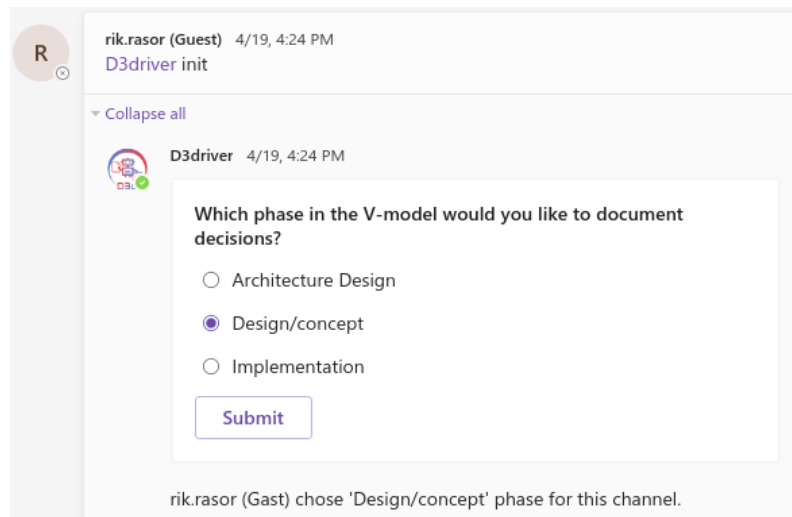 R
rik.rasor (Guest) 4/19, 4:24 PM
D3driver init
Collapse all
D3driver 4/19, 4:24 PM
Which phase in the V-model would you like to document
decisions?
Architecture Design
Design/concept
Implementation
Submit
rik.rasor (Gast) chose 'Design/concept' phase for this channel.